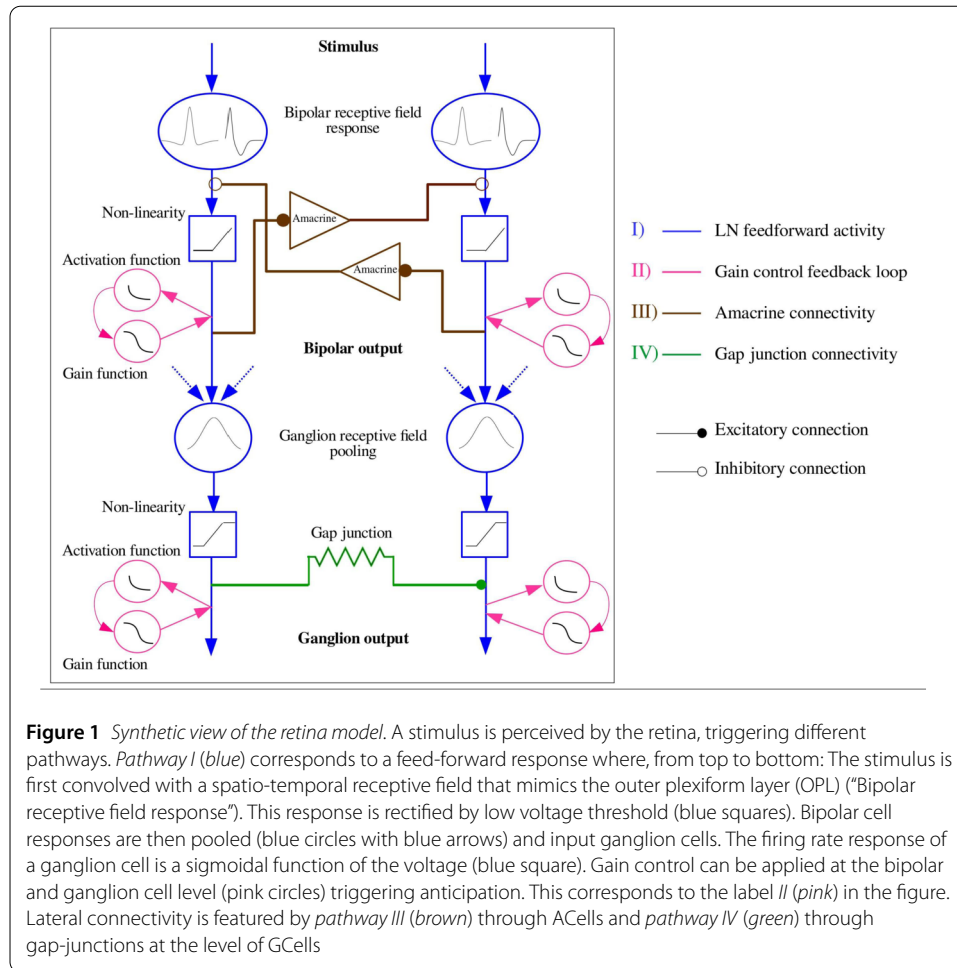 Stimulus
Bipolar receptive field
response
Non-linearity
Amacrine
Amacrine
Activation function
Gain function
Bipolar output
Ganglion receptive field
pooling
Non-linearity
Gap junction
Activation function
Gain function
Ganglion output
I) LN feedforward activity
II) Gain control feedback loop
III) Amacrine connectivity
IV) Gap junction connectivity
Excitatory connection
Inhibitory connection
Figure 1 Synthetic view of the retina model. A stimulus is perceived by the retina, triggering different
pathways. Pathway I (blue) corresponds to a feed-forward response where, from top to bottom: The stimulus is
first convolved with a spatio-temporal receptive field that mimics the outer plexiform layer (OPL) (“Bipolar
receptive field response”). This response is rectified by low voltage threshold (blue squares). Bipolar cell
responses are then pooled (blue circles with blue arrows) and input ganglion cells. The firing rate response of
a ganglion cell is a sigmoidal function of the voltage (blue square). Gain control can be applied at the bipolar
and ganglion cell level (pink circles) triggering anticipation. This corresponds to the label II (pink) in the figure.
Lateral connectivity is featured by pathway III (brown) through ACells and pathway IV (green) through
gap-junctions at the level of GCells